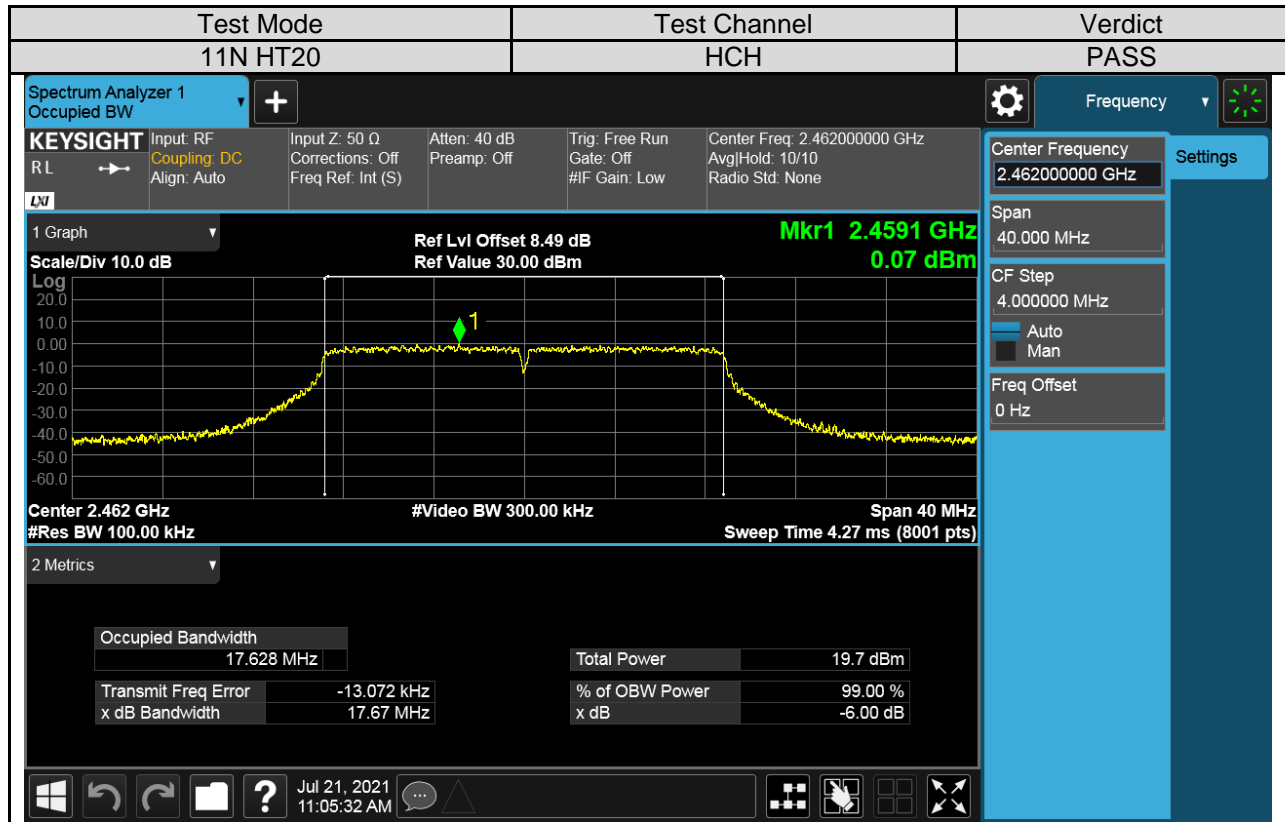 Test Mode Test Channel Verdict
11N HT20 HCH PASS
Spectrum Analyzer 1
Occupied BW
Frequency
KEYSIGHT Input: RF Input Z: 50 Ω Atten: 40 dB Trig: Free Run Center Freq: 2.462000000 GHz
RL Coupling: DC Corrections: Off Preamp: Off Gate: Off Avg|Hold: 10/10
Align: Auto Freq Ref: Int (S) #IF Gain: Low Radio Std: None
LXI
Center Frequency
2.462000000 GHz
Settings
Span
40.000 MHz
CF Step
4.000000 MHz
Auto
Man
Freq Offset
0 Hz
1 Graph Ref Lvl Offset 8.49 dB Mkr1 2.4591 GHz
Scale/Div 10.0 dB Ref Value 30.00 dBm 0.07 dBm
Log
20.0
10.0
1
0.00
-10.0
-20.0
-30.0
-40.0
-50.0
-60.0
Center 2.462 GHz #Video BW 300.00 kHz Span 40 MHz
#Res BW 100.00 kHz Sweep Time 4.27 ms (8001 pts)
2 Metrics
Occupied Bandwidth
17.628 MHz Total Power 19.7 dBm
Transmit Freq Error -13.072 kHz % of OBW Power 99.00 %
x dB Bandwidth 17.67 MHz x dB -6.00 dB
? Jul 21, 2021
11:05:32 AM